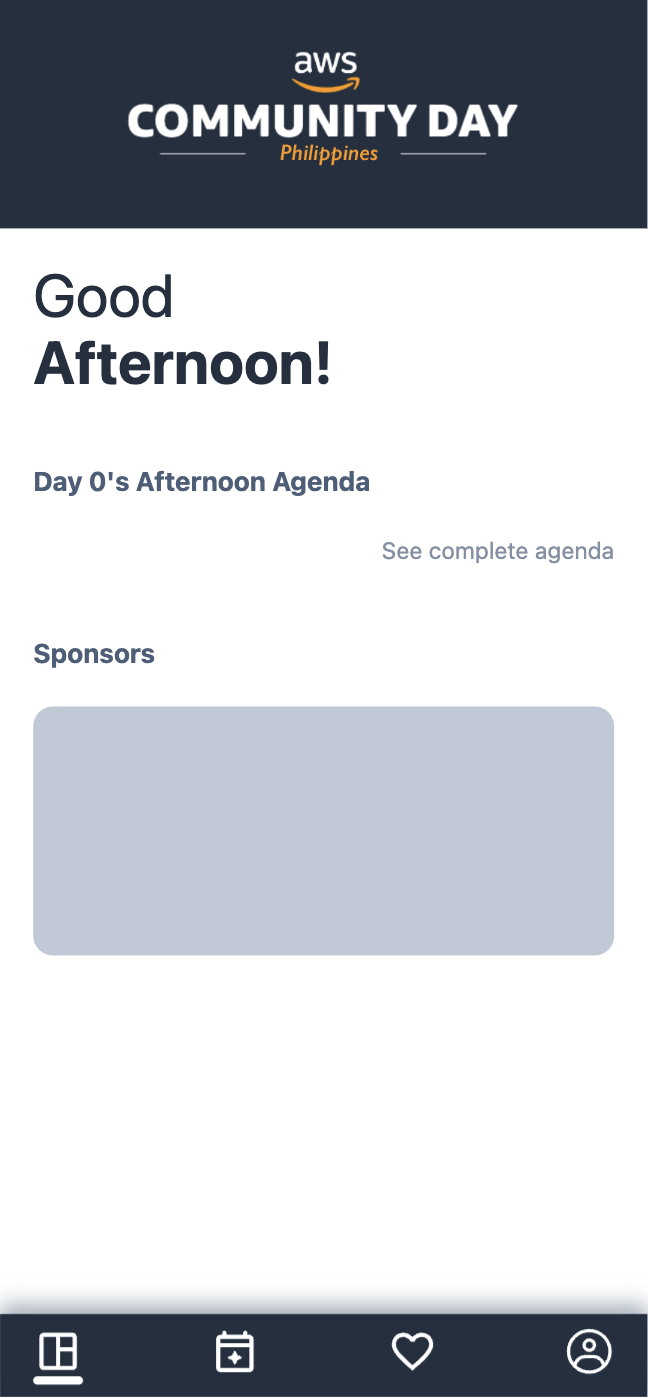 aws
COMMUNITY DAY
Philippines
Good
Afternoon!
Day 0's Afternoon Agenda
See complete agenda
Sponsors